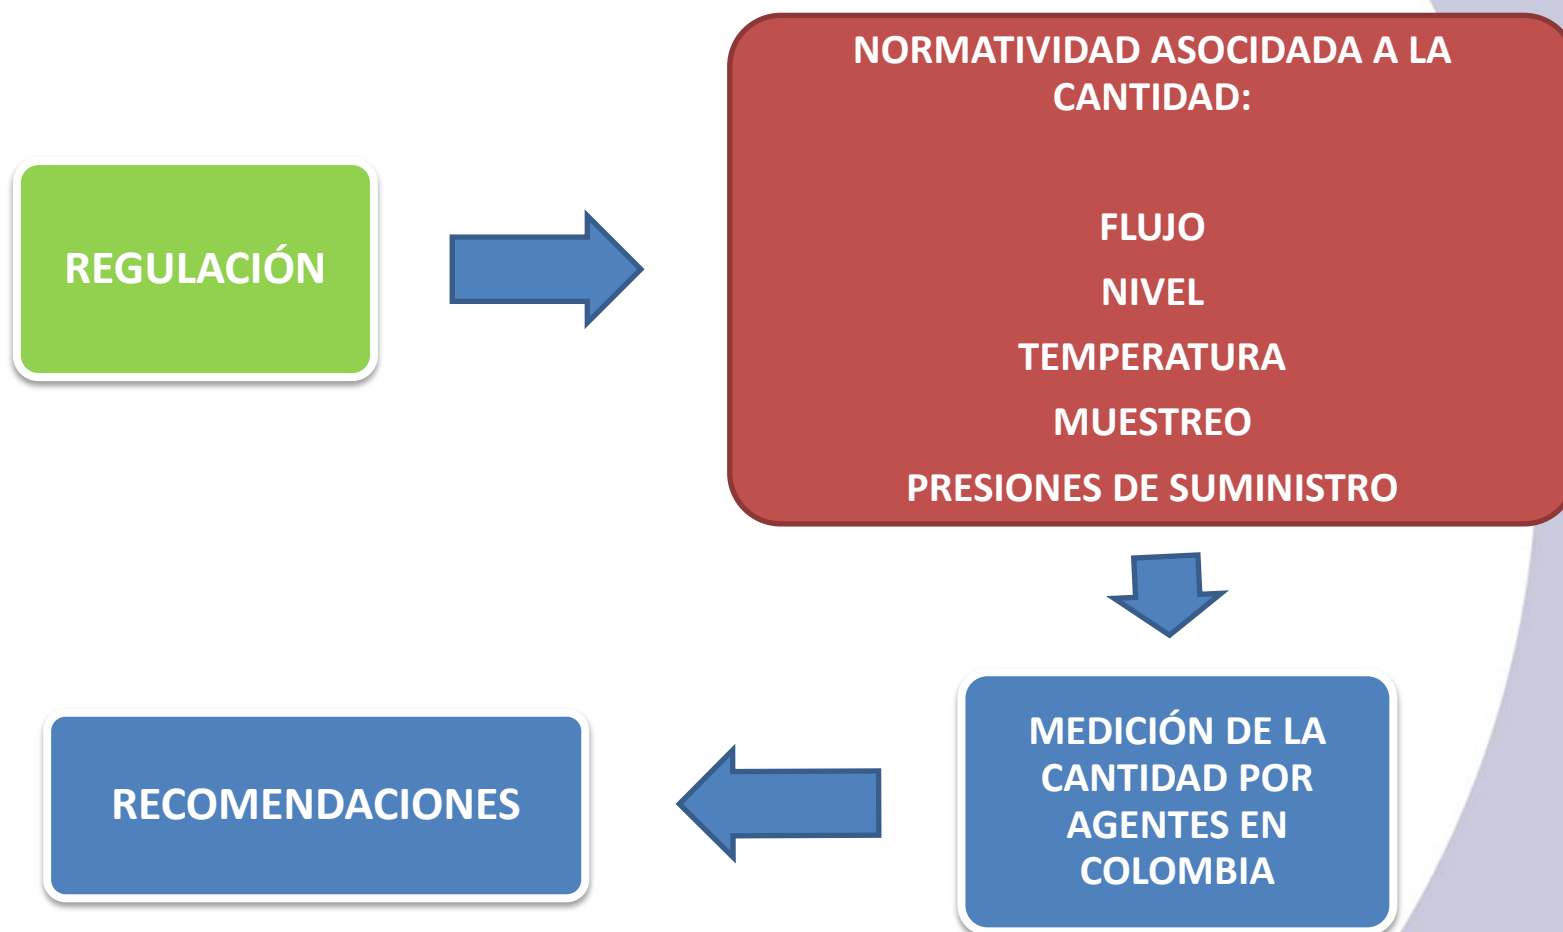 REGULACIÓN
NORMATIVIDAD ASOCIDADA A LA
CANTIDAD:
FLUJO
NIVEL
TEMPERATURA
MUESTREO
PRESIONES DE SUMINISTRO
MEDICIÓN DE LA
CANTIDAD POR
AGENTES EN
COLOMBIA
RECOMENDACIONES